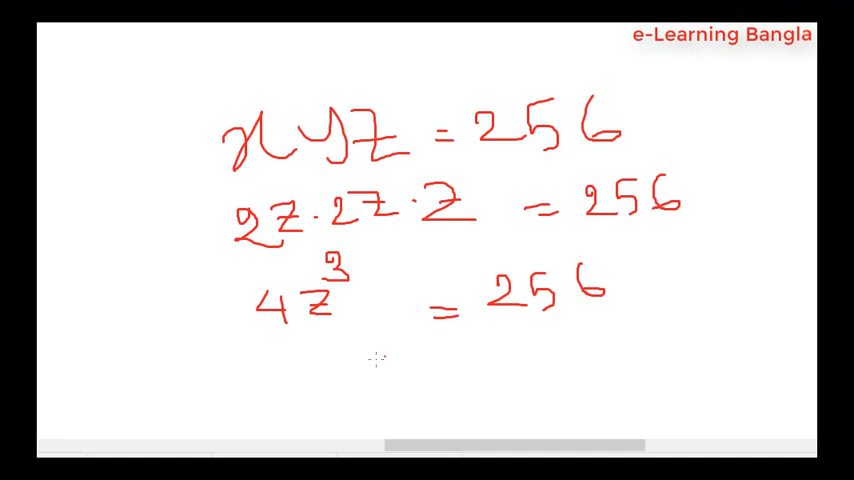 e-Learning Bangla
xyz = 256
2z · 2z · z = 256
4z³ = 256